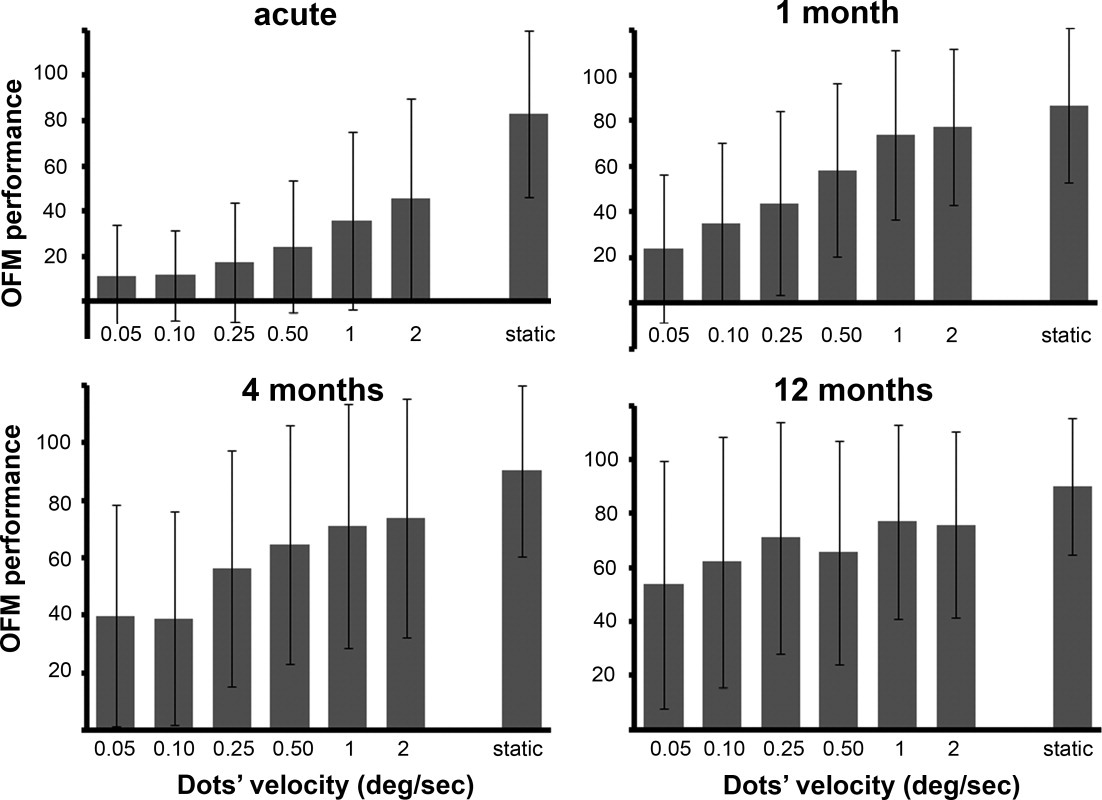 acute
OFM performance
100
80
60
40
20
0.05 0.10 0.25 0.50 1 2 static
1 month
100
80
60
40
20
0.05 0.10 0.25 0.50 1 2 static
4 months
OFM performance
100
80
60
40
20
0.05 0.10 0.25 0.50 1 2 static
Dots’ velocity (deg/sec)
12 months
100
80
60
40
20
0.05 0.10 0.25 0.50 1 2 static
Dots’ velocity (deg/sec)